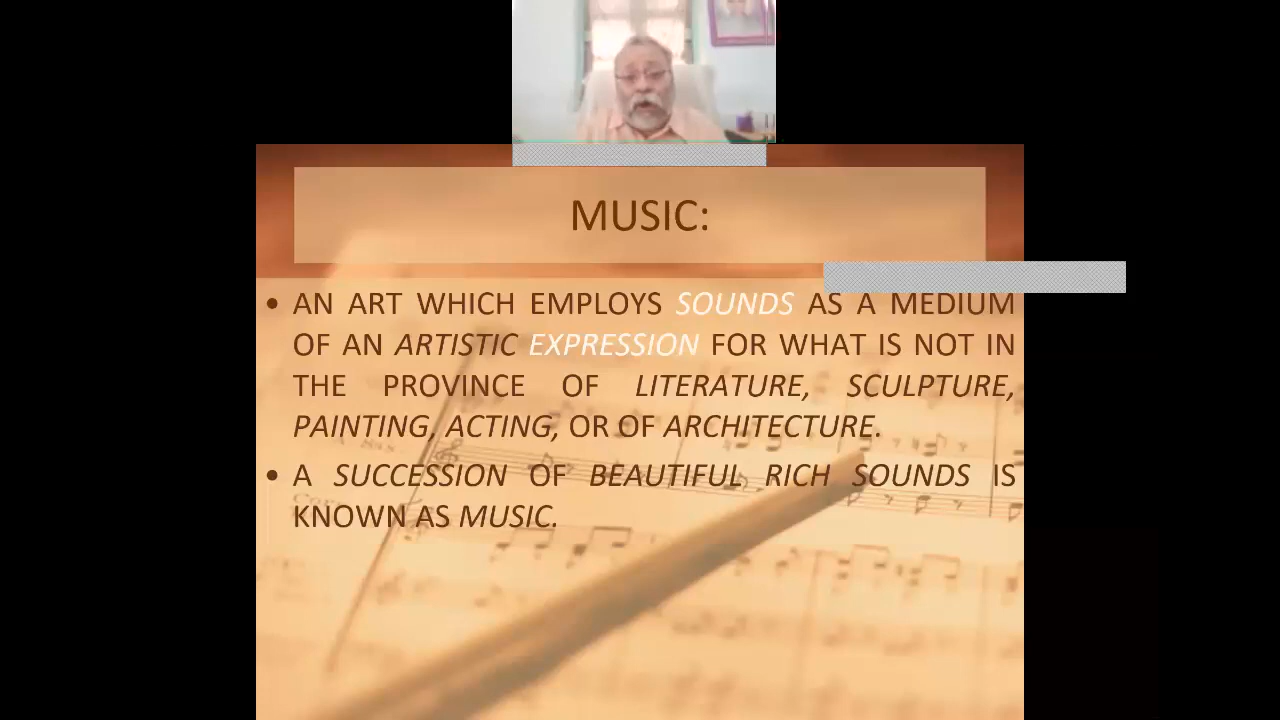 MUSIC:
• AN ART WHICH EMPLOYS SOUNDS AS A MEDIUM
OF AN ARTISTIC EXPRESSION FOR WHAT IS NOT IN
THE PROVINCE OF LITERATURE, SCULPTURE,
PAINTING, ACTING, OR OF ARCHITECTURE.
• A SUCCESSION OF BEAUTIFUL RICH SOUNDS IS
KNOWN AS MUSIC.